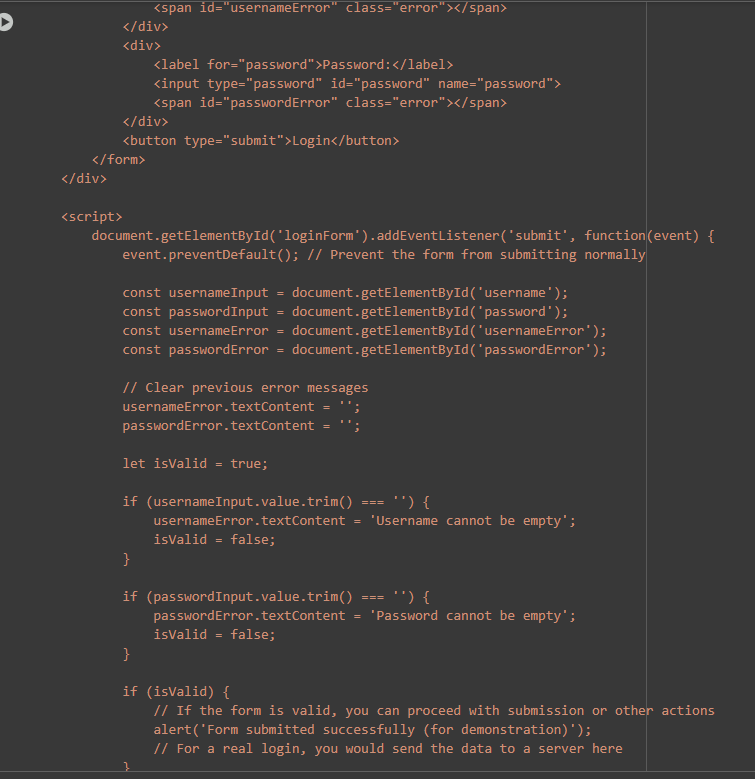 <span id="usernameError" class="error"></span>
        </div>
        <div>
            <label for="password">Password:</label>
            <input type="password" id="password" name="password">
            <span id="passwordError" class="error"></span>
        </div>
        <button type="submit">Login</button>
    </form>
</div>

<script>
    document.getElementById('loginForm').addEventListener('submit', function(event) {
        event.preventDefault(); // Prevent the form from submitting normally

        const usernameInput = document.getElementById('username');
        const passwordInput = document.getElementById('password');
        const usernameError = document.getElementById('usernameError');
        const passwordError = document.getElementById('passwordError');

        // Clear previous error messages
        usernameError.textContent = '';
        passwordError.textContent = '';

        let isValid = true;

        if (usernameInput.value.trim() === '') {
            usernameError.textContent = 'Username cannot be empty';
            isValid = false;
        }

        if (passwordInput.value.trim() === '') {
            passwordError.textContent = 'Password cannot be empty';
            isValid = false;
        }

        if (isValid) {
            // If the form is valid, you can proceed with submission or other actions
            alert('Form submitted successfully (for demonstration)');
            // For a real login, you would send the data to a server here
        }